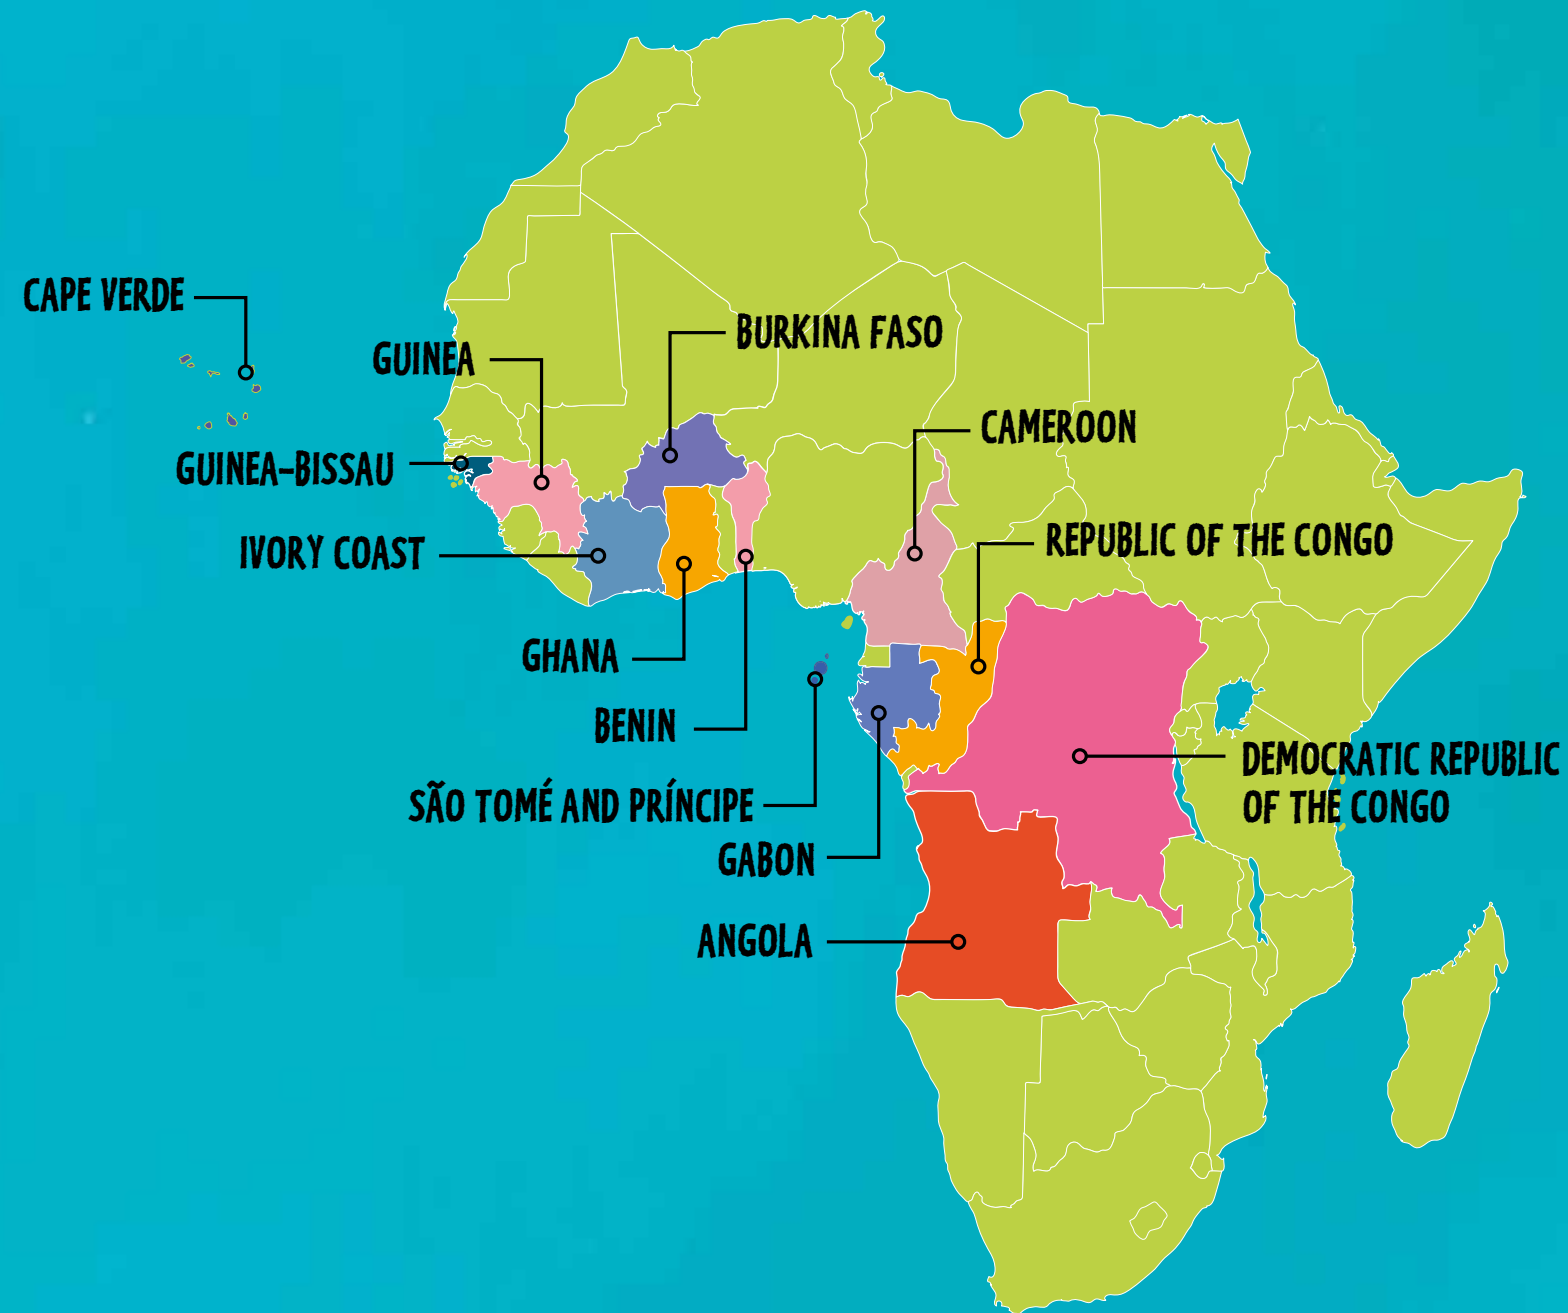 CAPE VERDE
BURKINA FASO
GUINEA
CAMEROON
GUINEA-BISSAU
REPUBLIC OF THE CONGO
IVORY COAST
GHANA
BENIN
DEMOCRATIC REPUBLIC
OF THE CONGO
SÃO TOMÉ AND PRÍNCIPE
GABON
ANGOLA